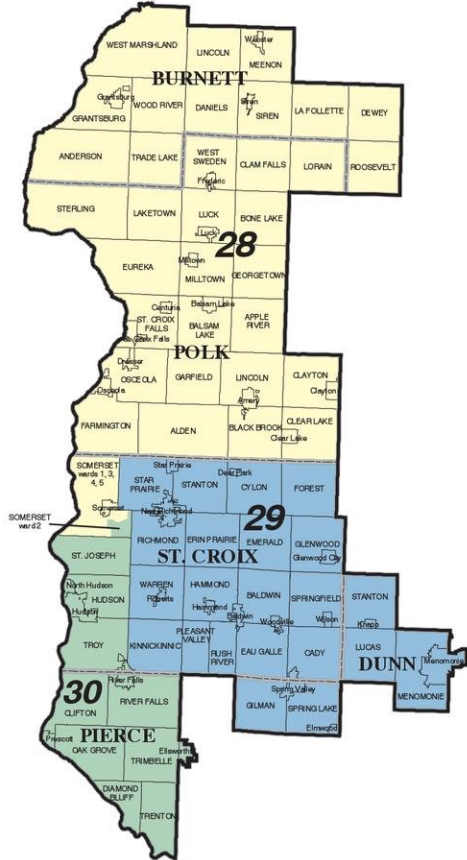 WEST MARSHLAND
LINCOLN
Webster
MEENON
BURNETT
Grantsburg
GRANTSBURG
WOOD RIVER
DANIELS
Siren
SIREN
LA FOLLETTE
DEWEY
ANDERSON
TRADE LAKE
WEST
SWEDEN
CLAM FALLS
LORAIN
ROOSEVELT
Frederic
STERLING
LAKETOWN
LUCK
BONE LAKE
Luck
28
EUREKA
Milltown
MILLTOWN
GEORGETOWN
Centuria
Balsam Lake
ST. CROIX
FALLS
BALSAM
LAKE
APPLE
RIVER
St. Croix Falls
POLK
Dresser
OSCEOLA
GARFIELD
LINCOLN
CLAYTON
Osceola
Amery
Clayton
FARMINGTON
ALDEN
BLACK BROOK
CLEAR LAKE
Clear Lake
SOMERSET
wards 1, 3,
4, 5
Star Prairie
STAR
PRAIRIE
STANTON
Deer Park
CYLON
FOREST
Somerset
New Richmond
SOMERSET
ward 2
29
RICHMOND
ERIN PRAIRIE
EMERALD
GLENWOOD
Glenwood City
ST. JOSEPH
ST. CROIX
North Hudson
HUDSON
Hudson
WARREN
Roberts
HAMMOND
Hammond
BALDWIN
Baldwin
Woodville
SPRINGFIELD
Wilson
STANTON
Knapp
TROY
KINNICKINNIC
PLEASANT
VALLEY
RUSH
RIVER
EAU GALLE
CADY
LUCAS
DUNN
Menomonie
MENOMONIE
River Falls
30
CLIFTON
RIVER FALLS
Spring Valley
GILMAN
SPRING LAKE
Elmwood
Prescott
PIERCE
OAK GROVE
Ellsworth
TRIMBELLE
DIAMOND
BLUFF
TRENTON